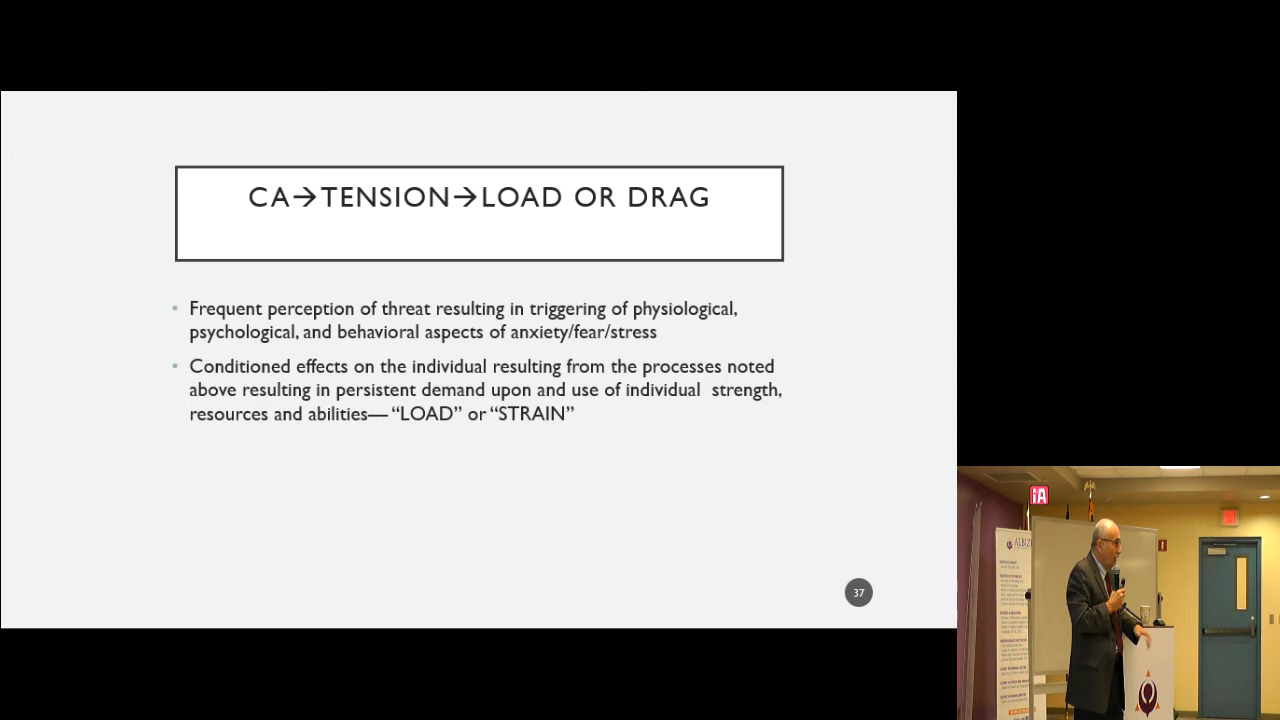 CA→TENSION→LOAD OR DRAG
• Frequent perception of threat resulting in triggering of physiological,
psychological, and behavioral aspects of anxiety/fear/stress
• Conditioned effects on the individual resulting from the processes noted
above resulting in persistent demand upon and use of individual strength,
resources and abilities— “LOAD” or “STRAIN”
37
iA